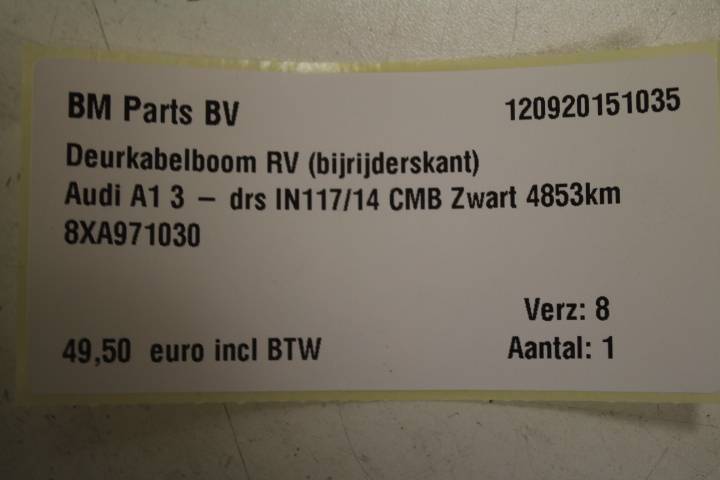 BM Parts BV 120920151035
Deurkabelboom RV (bijrijderskant)
Audi A1 3 – drs IN117/14 CMB Zwart 4853km
8XA971030
Verz: 8
49,50 euro incl BTW Aantal: 1